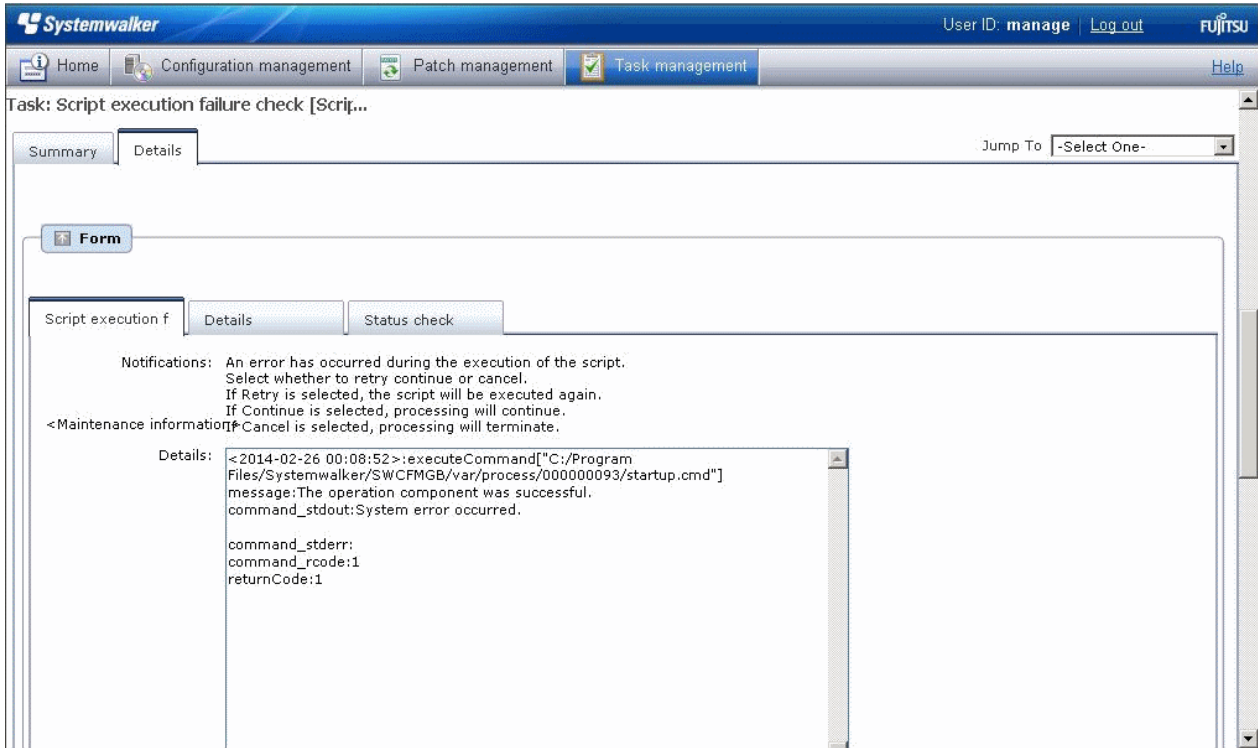 Systemwalker
User ID: manage | Log out
FUJITSU
Home
Configuration management
Patch management
Task management
Help
Task: Script execution failure check [Scrip...
Summary
Details
Jump To
-Select One-
Form
Script execution f
Details
Status check
Notifications: An error has occurred during the execution of the script.
Select whether to retry continue or cancel.
If Retry is selected, the script will be executed again.
If Continue is selected, processing will continue.
If Cancel is selected, processing will terminate.
<Maintenance information>
Details: <2014-02-26 00:08:52>:executeCommand["C:/Program
Files/Systemwalker/SWCFMGB/var/process/000000093/startup.cmd"]
message:The operation component was successful.
command_stdout:System error occurred.
command_stderr:
command_rcode:1
returnCode:1